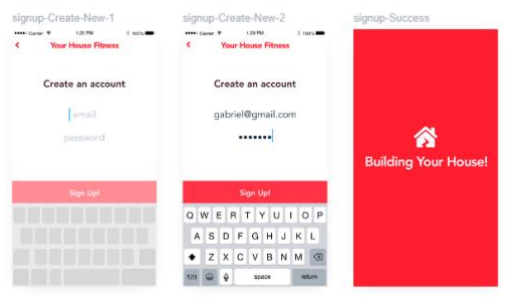 signup-Create-New-1
Carrier 1:20 PM 100%
Your House Fitness
Create an account
email
password
Sign Up!
signup-Create-New-2
Carrier 1:20 PM 100%
Your House Fitness
Create an account
gabriel@gmail.com
Sign Up!
Q W E R T Y U I O P
A S D F G H J K L
Z X C V B N M
123 space return
signup-Success
Building Your House!